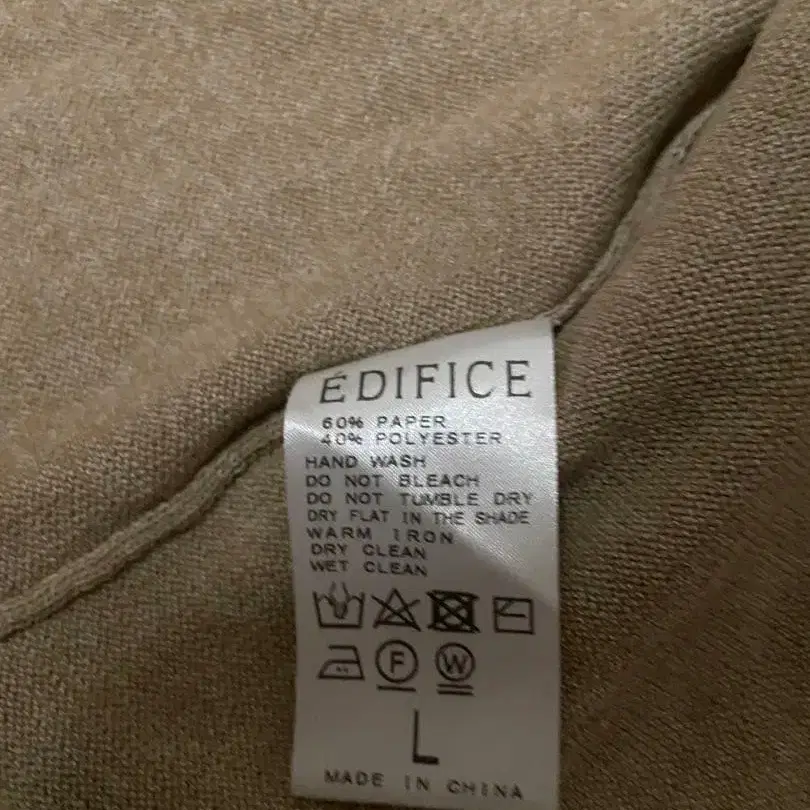 ÉDIFICE
60% PAPER
40% POLYESTER
HAND WASH
DO NOT BLEACH
DO NOT TUMBLE DRY
DRY FLAT IN THE SHADE
WARM IRON
DRY CLEAN
WET CLEAN
F W
L
MADE IN CHINA